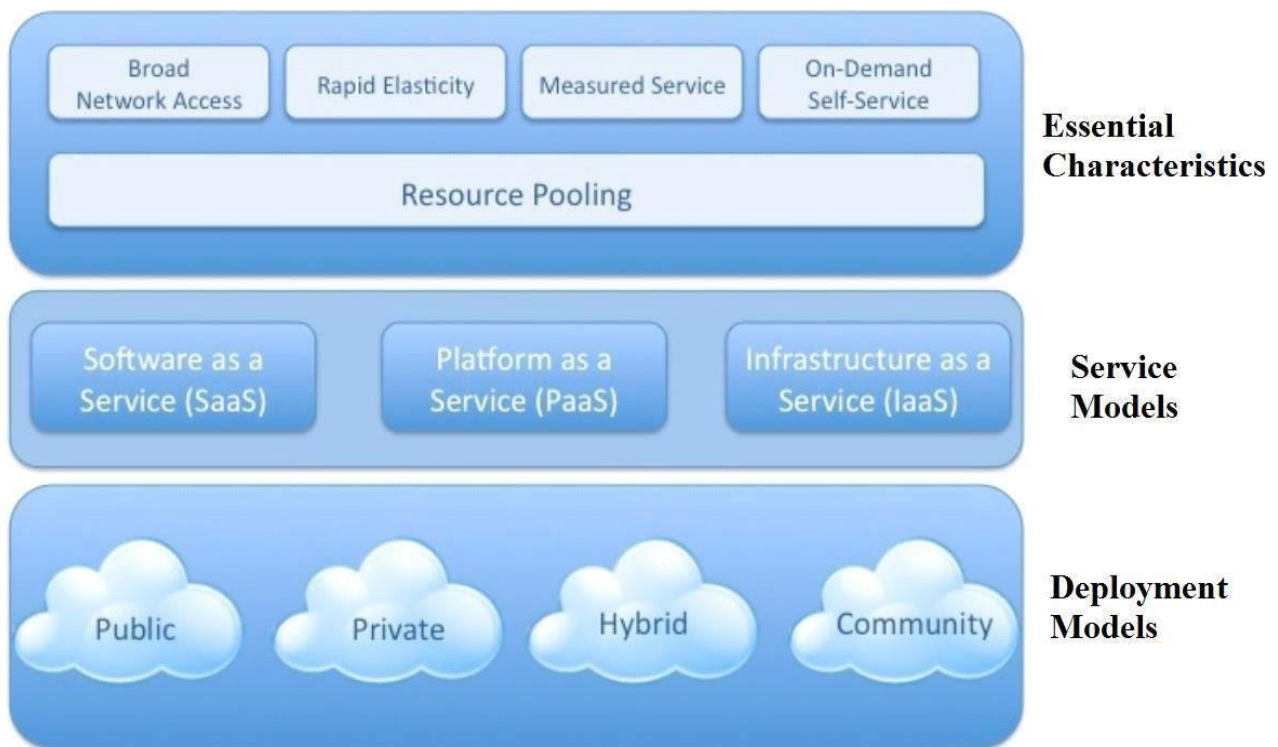 Broad
Network Access
Rapid Elasticity
Measured Service
On-Demand
Self-Service
Resource Pooling
Essential
Characteristics
Software as a
Service (SaaS)
Platform as a
Service (PaaS)
Infrastructure as a
Service (IaaS)
Service
Models
Public
Private
Hybrid
Community
Deployment
Models